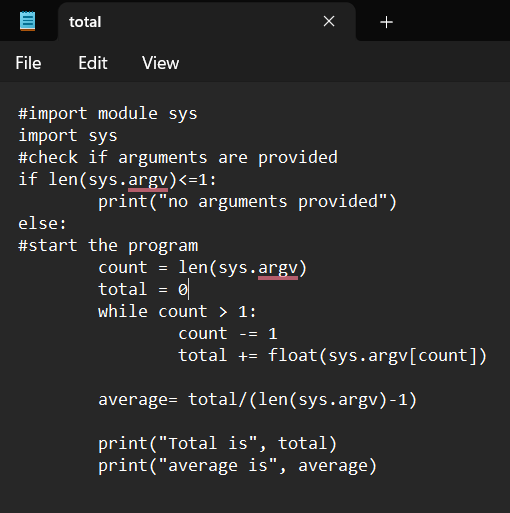 total
File Edit View
#import module sys
import sys
#check if arguments are provided
if len(sys.argv)<=1:
        print("no arguments provided")
else:
#start the program
        count = len(sys.argv)
        total = 0
        while count > 1:
                count -= 1
                total += float(sys.argv[count])

        average= total/(len(sys.argv)-1)

        print("Total is", total)
        print("average is", average)